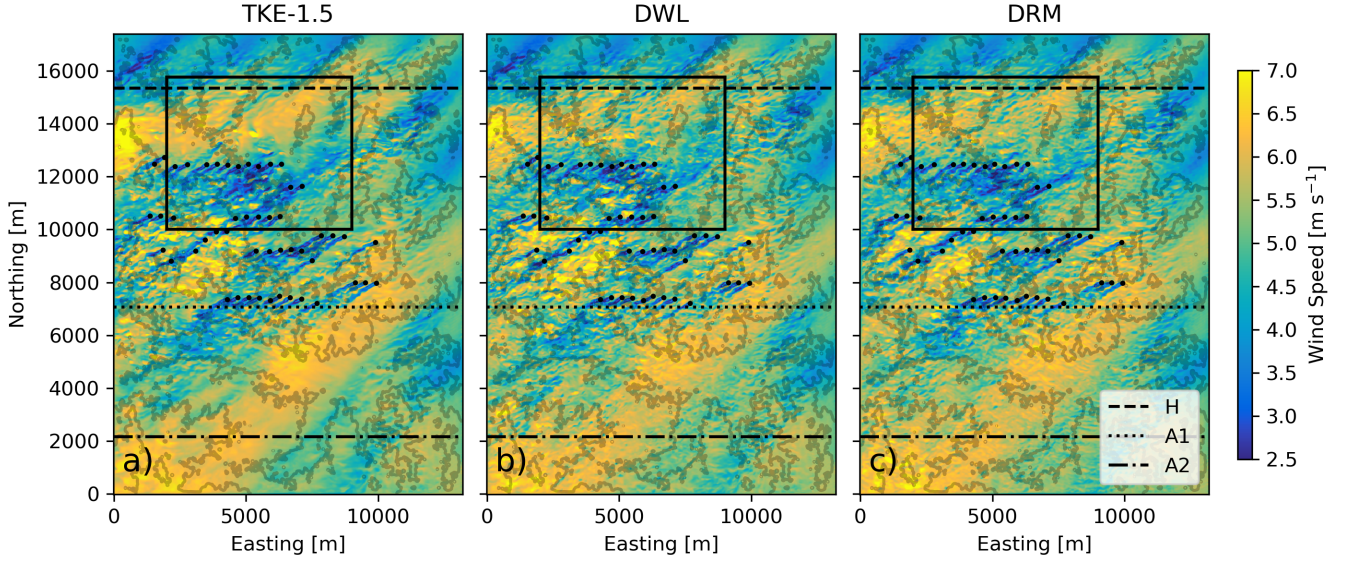 TKE-1.5 DWL DRM
16000
14000
12000
10000
8000
6000
4000
2000
0
Northing [m]
a) b) c)
H
A1
A2
0 5000 10000 0 5000 10000 0 5000 10000
Easting [m] Easting [m] Easting [m]
7.0
6.5
6.0
5.5
5.0
4.5
4.0
3.5
3.0
2.5
Wind Speed [m s⁻¹]